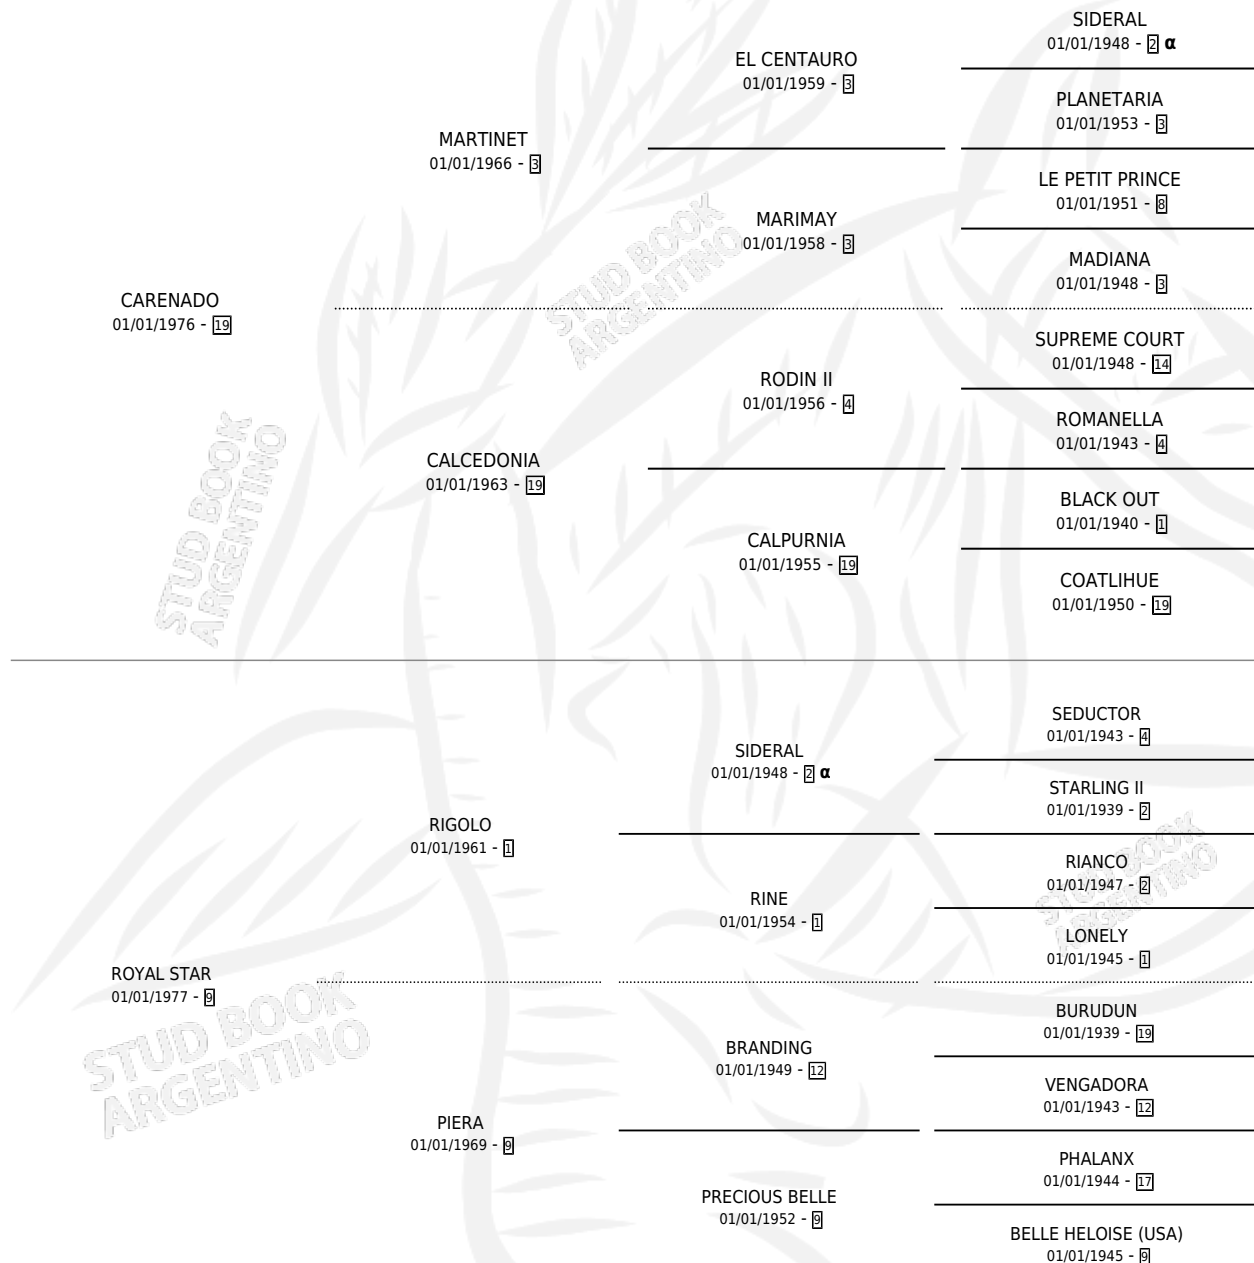 CARENADO
01/01/1976 - 19
MARTINET
01/01/1966 - 3
CALCEDONIA
01/01/1963 - 19
EL CENTAURO
01/01/1959 - 3
MARIMAY
01/01/1958 - 3
RODIN II
01/01/1956 - 4
CALPURNIA
01/01/1955 - 19
SIDERAL
01/01/1948 - 2 α
PLANETARIA
01/01/1953 - 3
LE PETIT PRINCE
01/01/1951 - 8
MADIANA
01/01/1948 - 3
SUPREME COURT
01/01/1948 - 14
ROMANELLA
01/01/1943 - 4
BLACK OUT
01/01/1940 - 1
COATLIHUE
01/01/1950 - 19
STUD BOOK
ARGENTINO
STUD BOOK
ARGENTINO
ROYAL STAR
01/01/1977 - 9
RIGOLO
01/01/1961 - 1
PIERA
01/01/1969 - 9
SIDERAL
01/01/1948 - 2 α
RINE
01/01/1954 - 1
BRANDING
01/01/1949 - 12
PRECIOUS BELLE
01/01/1952 - 9
SEDUCTOR
01/01/1943 - 4
STARLING II
01/01/1939 - 2
RIANCO
01/01/1947 - 2
LONELY
01/01/1945 - 1
BURUDUN
01/01/1939 - 19
VENGADORA
01/01/1943 - 12
PHALANX
01/01/1944 - 17
BELLE HELOISE (USA)
01/01/1945 - 9
STUD BOOK
ARGENTINO
STUD BOOK
ARGENTINO